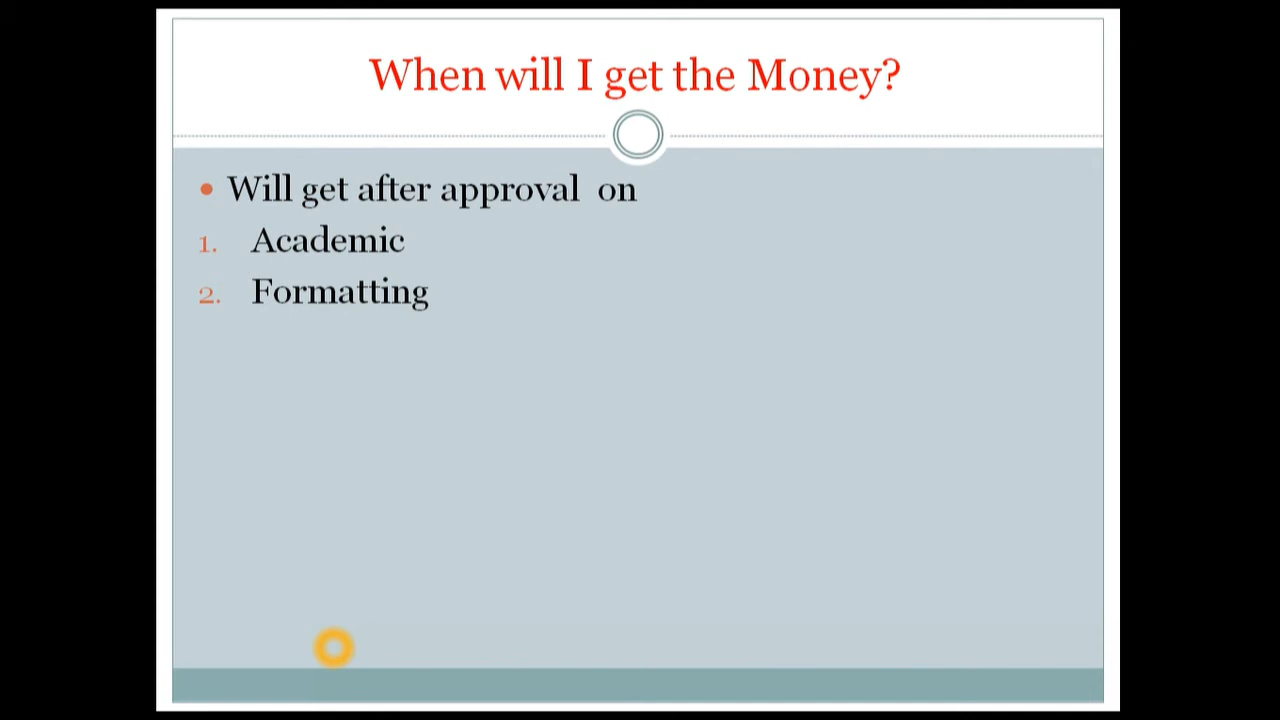 When will I get the Money?
• Will get after approval  on
1. Academic
2. Formatting